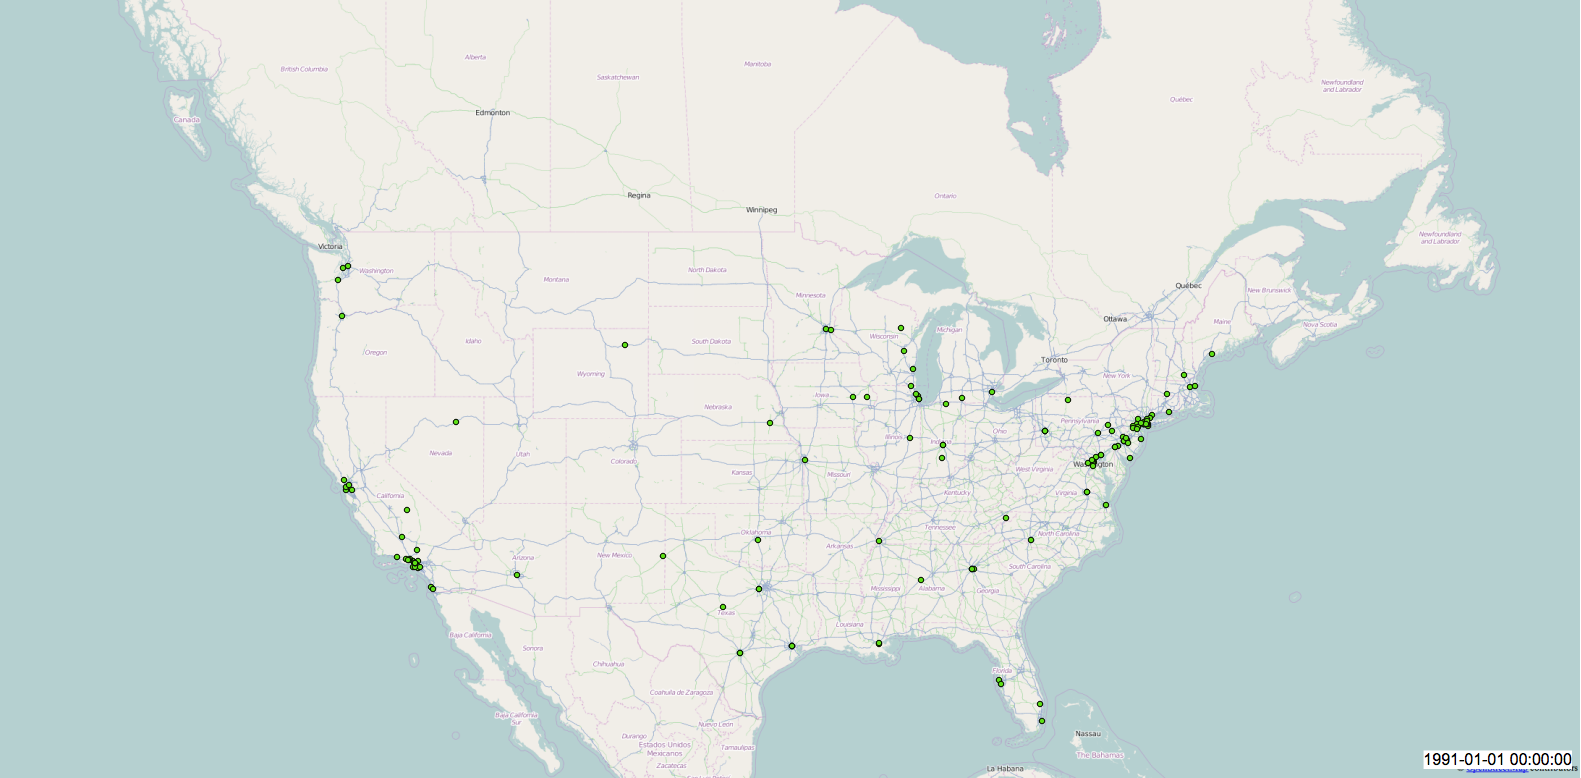 Alberta
British Columbia
Saskatchewan
Manitoba
Newfoundland
and Labrador
Québec
Edmonton
Canada
Regina
Ontario
Winnipeg
Newfoundland
and Labrador
Victoria
Washington
North Dakota
Montana
Québec
New Brunswick
Minnesota
Ottawa
Maine
Nova Scotia
Michigan
Wisconsin
Oregon
Idaho
South Dakota
Toronto
Wyoming
New York
Iowa
Nebraska
Pennsylvania
Illinois
Ohio
Nevada
Utah
Colorado
Kansas
Missouri
West Virginia
Washington
Virginia
Kentucky
California
Tennessee
North Carolina
Oklahoma
Arkansas
New Mexico
Arizona
South Carolina
Mississippi
Alabama
Georgia
Texas
Louisiana
Baja California
Sonora
Chihuahua
Florida
Coahuila de Zaragoza
Baja California
Sur
Nuevo León
Durango
Estados Unidos
Mexicanos
Tamaulipas
Zacatecas
San Luis Potosí
Nassau
The Bahamas
La Habana
1991-01-01 00:00:00